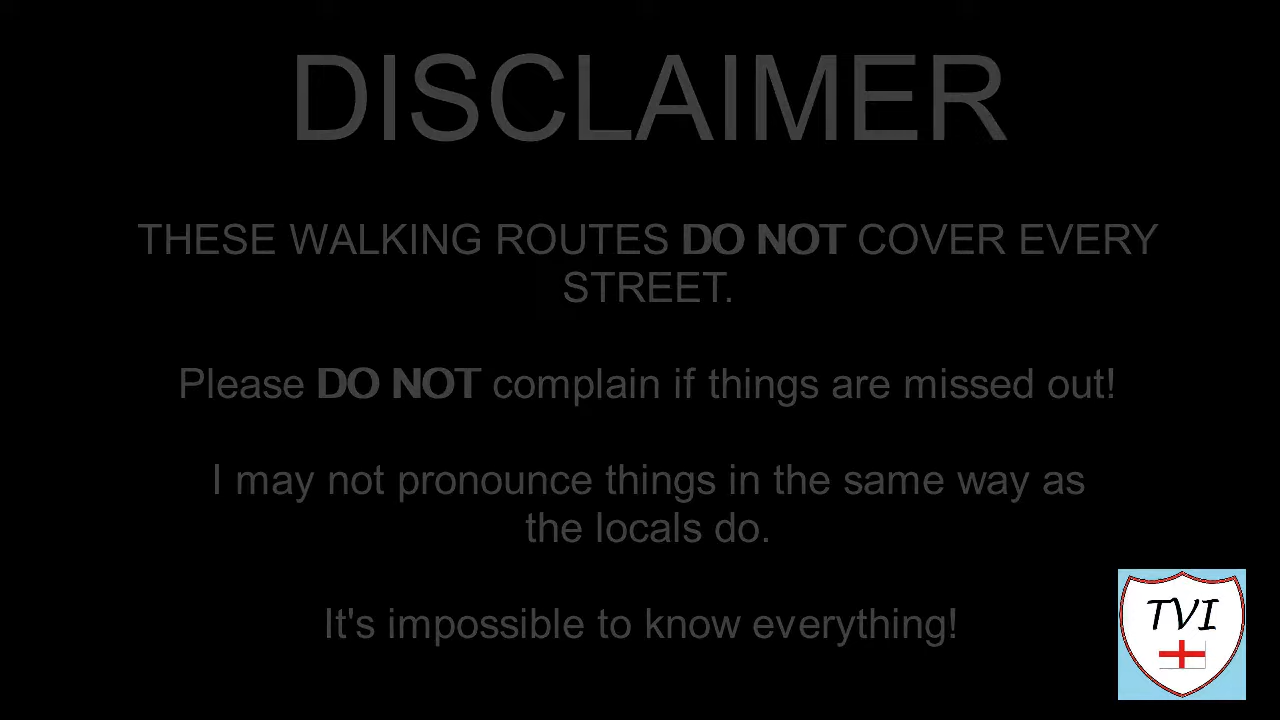 DISCLAIMER
THESE WALKING ROUTES DO NOT COVER EVERY
STREET.
Please DO NOT complain if things are missed out!
I may not pronounce things in the same way as
the locals do.
It's impossible to know everything!
TVI